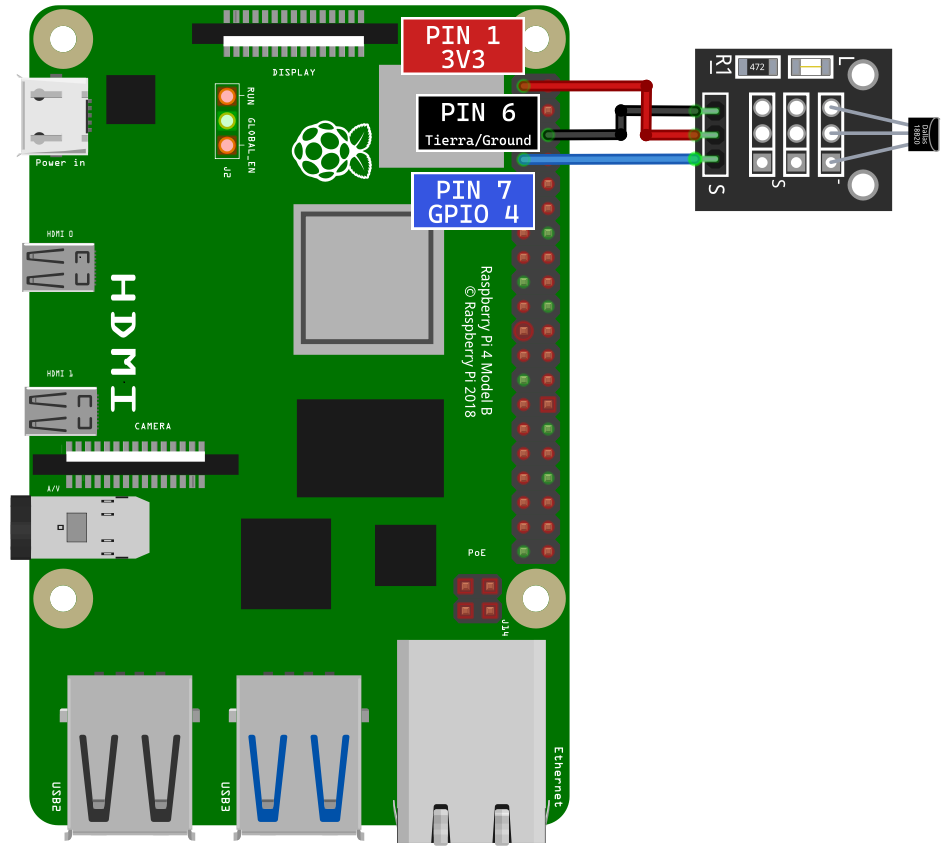 PIN 1
3V3
DISPLAY
RUN
GLOBAL_EN
J2
PIN 6
Tierra/Ground
PIN 7
GPIO 4
R1
472
L
S
S
-
Dallas
18B20
Power in
HDMI 0
HDMI
HDMI 1
Raspberry Pi 4 Model B
© Raspberry Pi 2018
CAMERA
A/V
PoE
J14
USB2
USB3
Ethernet